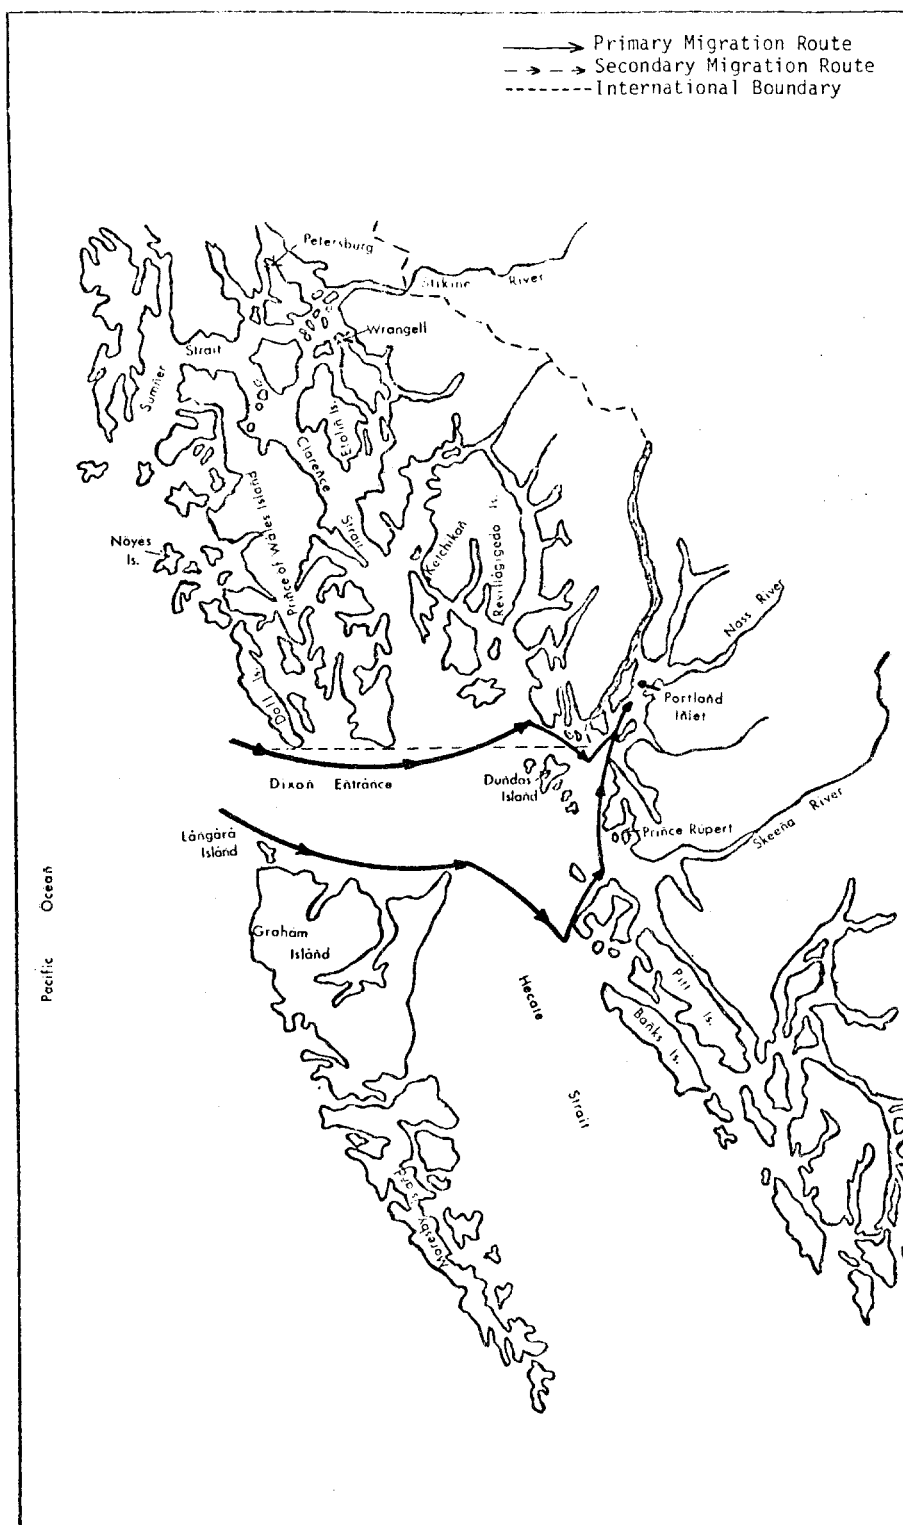 Primary Migration Route
Secondary Migration Route
International Boundary
Petersburg
Stikine River
Wrangell
Sumner Strait
Etolin Is.
Clarence Strait
Prince of Wales Island
Ketchikan
Revillagigedo Is.
Noyes
Is.
Dall Is.
Nass River
Portland
Inlet
Dixon Entrance
Dundas
Island
Prince Rupert
Skeena River
Langara
Island
Graham
Island
Pacific Ocean
Hecate
Strait
Pitt
Is.
Banks Is.
Moresby Island